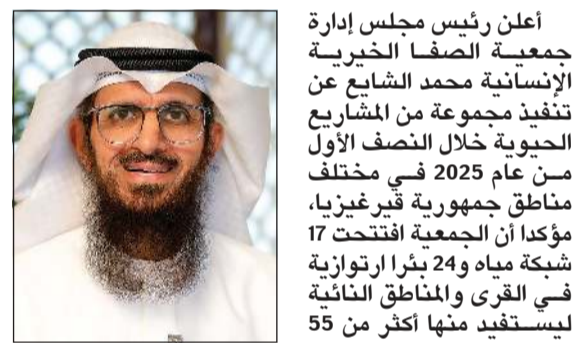 أعلن رئيس مجلس إدارة
جمعية الصفا الخيرية
الإنسانية محمد الشايع عن
تنفيذ مجموعة من المشاريع
الحيوية خلال النصف الأول
من عام 2025 في مختلف
مناطق جمهورية قيرغيزيا،
مؤكدا أن الجمعية افتتحت 17
شبكة مياه و24 بئرا ارتوازية
في القرى والمناطق النائية
ليستفيد منها أكثر من 55